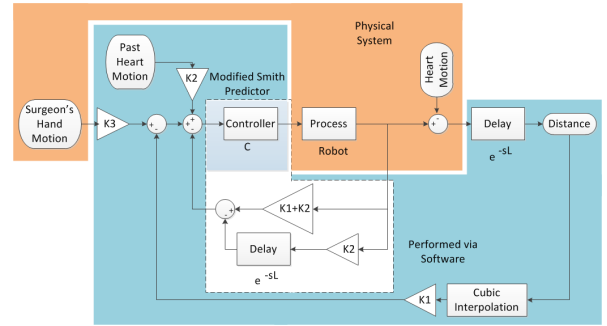 Physical
System
Past
Heart
Motion
Heart
Motion
K2
Modified Smith
Predictor
Surgeon's
Hand
Motion
K3
+
-
+
+
-
Controller
C
Process
Robot
+
-
Delay
e -sL
Distance
-
+
K1+K2
Delay
e -sL
K2
Performed via
Software
K1
Cubic
Interpolation